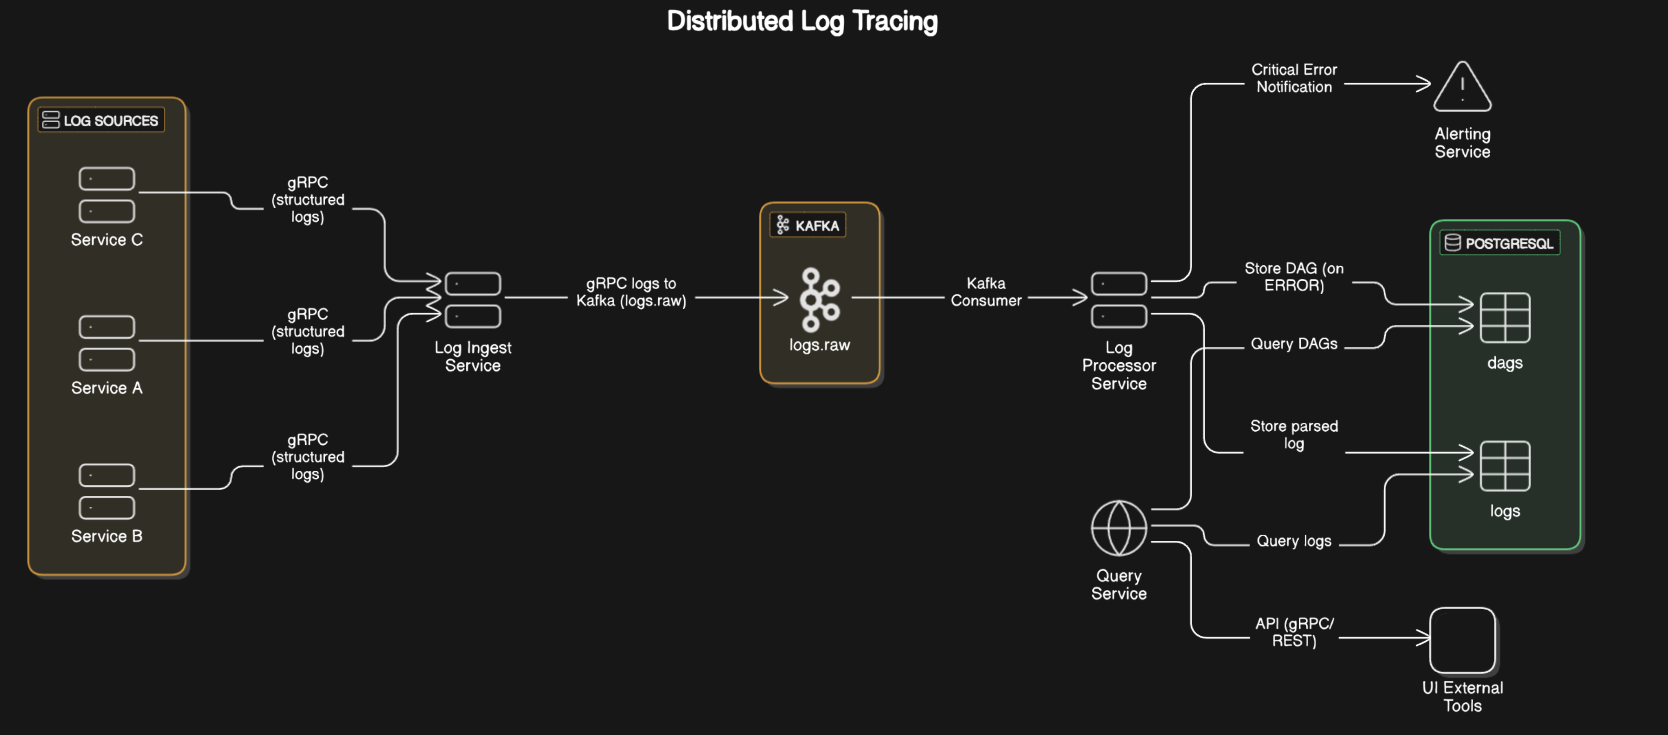 Distributed Log Tracing
LOG SOURCES
Service C
Service A
Service B
gRPC
(structured
logs)
gRPC
(structured
logs)
gRPC
(structured
logs)
Log Ingest
Service
gRPC logs to
Kafka (logs.raw)
KAFKA
logs.raw
Kafka
Consumer
Log
Processor
Service
Query
Service
Critical Error
Notification
Store DAG (on
ERROR)
Query DAGs
Store parsed
log
Query logs
API (gRPC/
REST)
Alerting
Service
POSTGRESQL
dags
logs
UI External
Tools